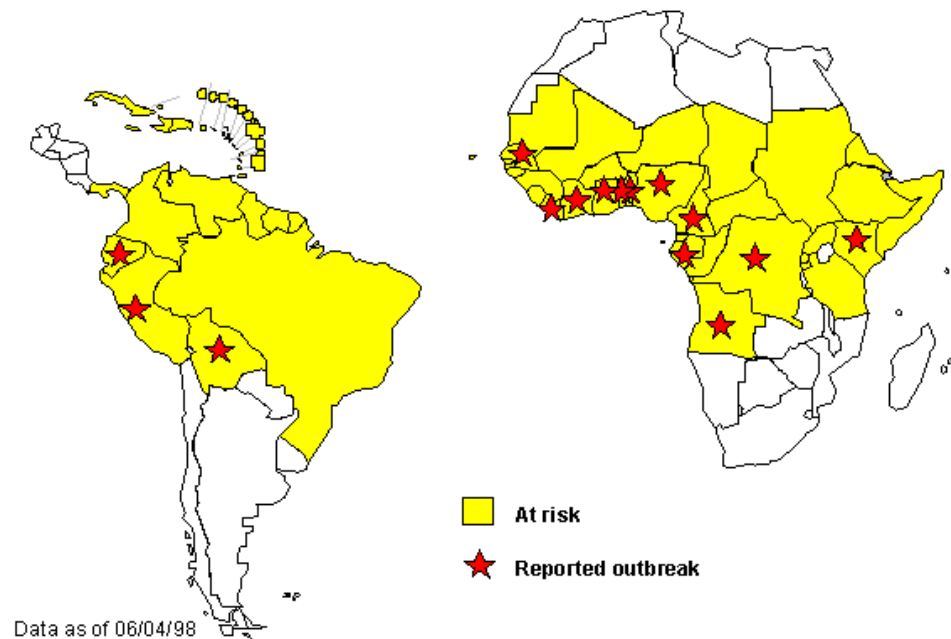 At risk
Reported outbreak
Data as of 06/04/98